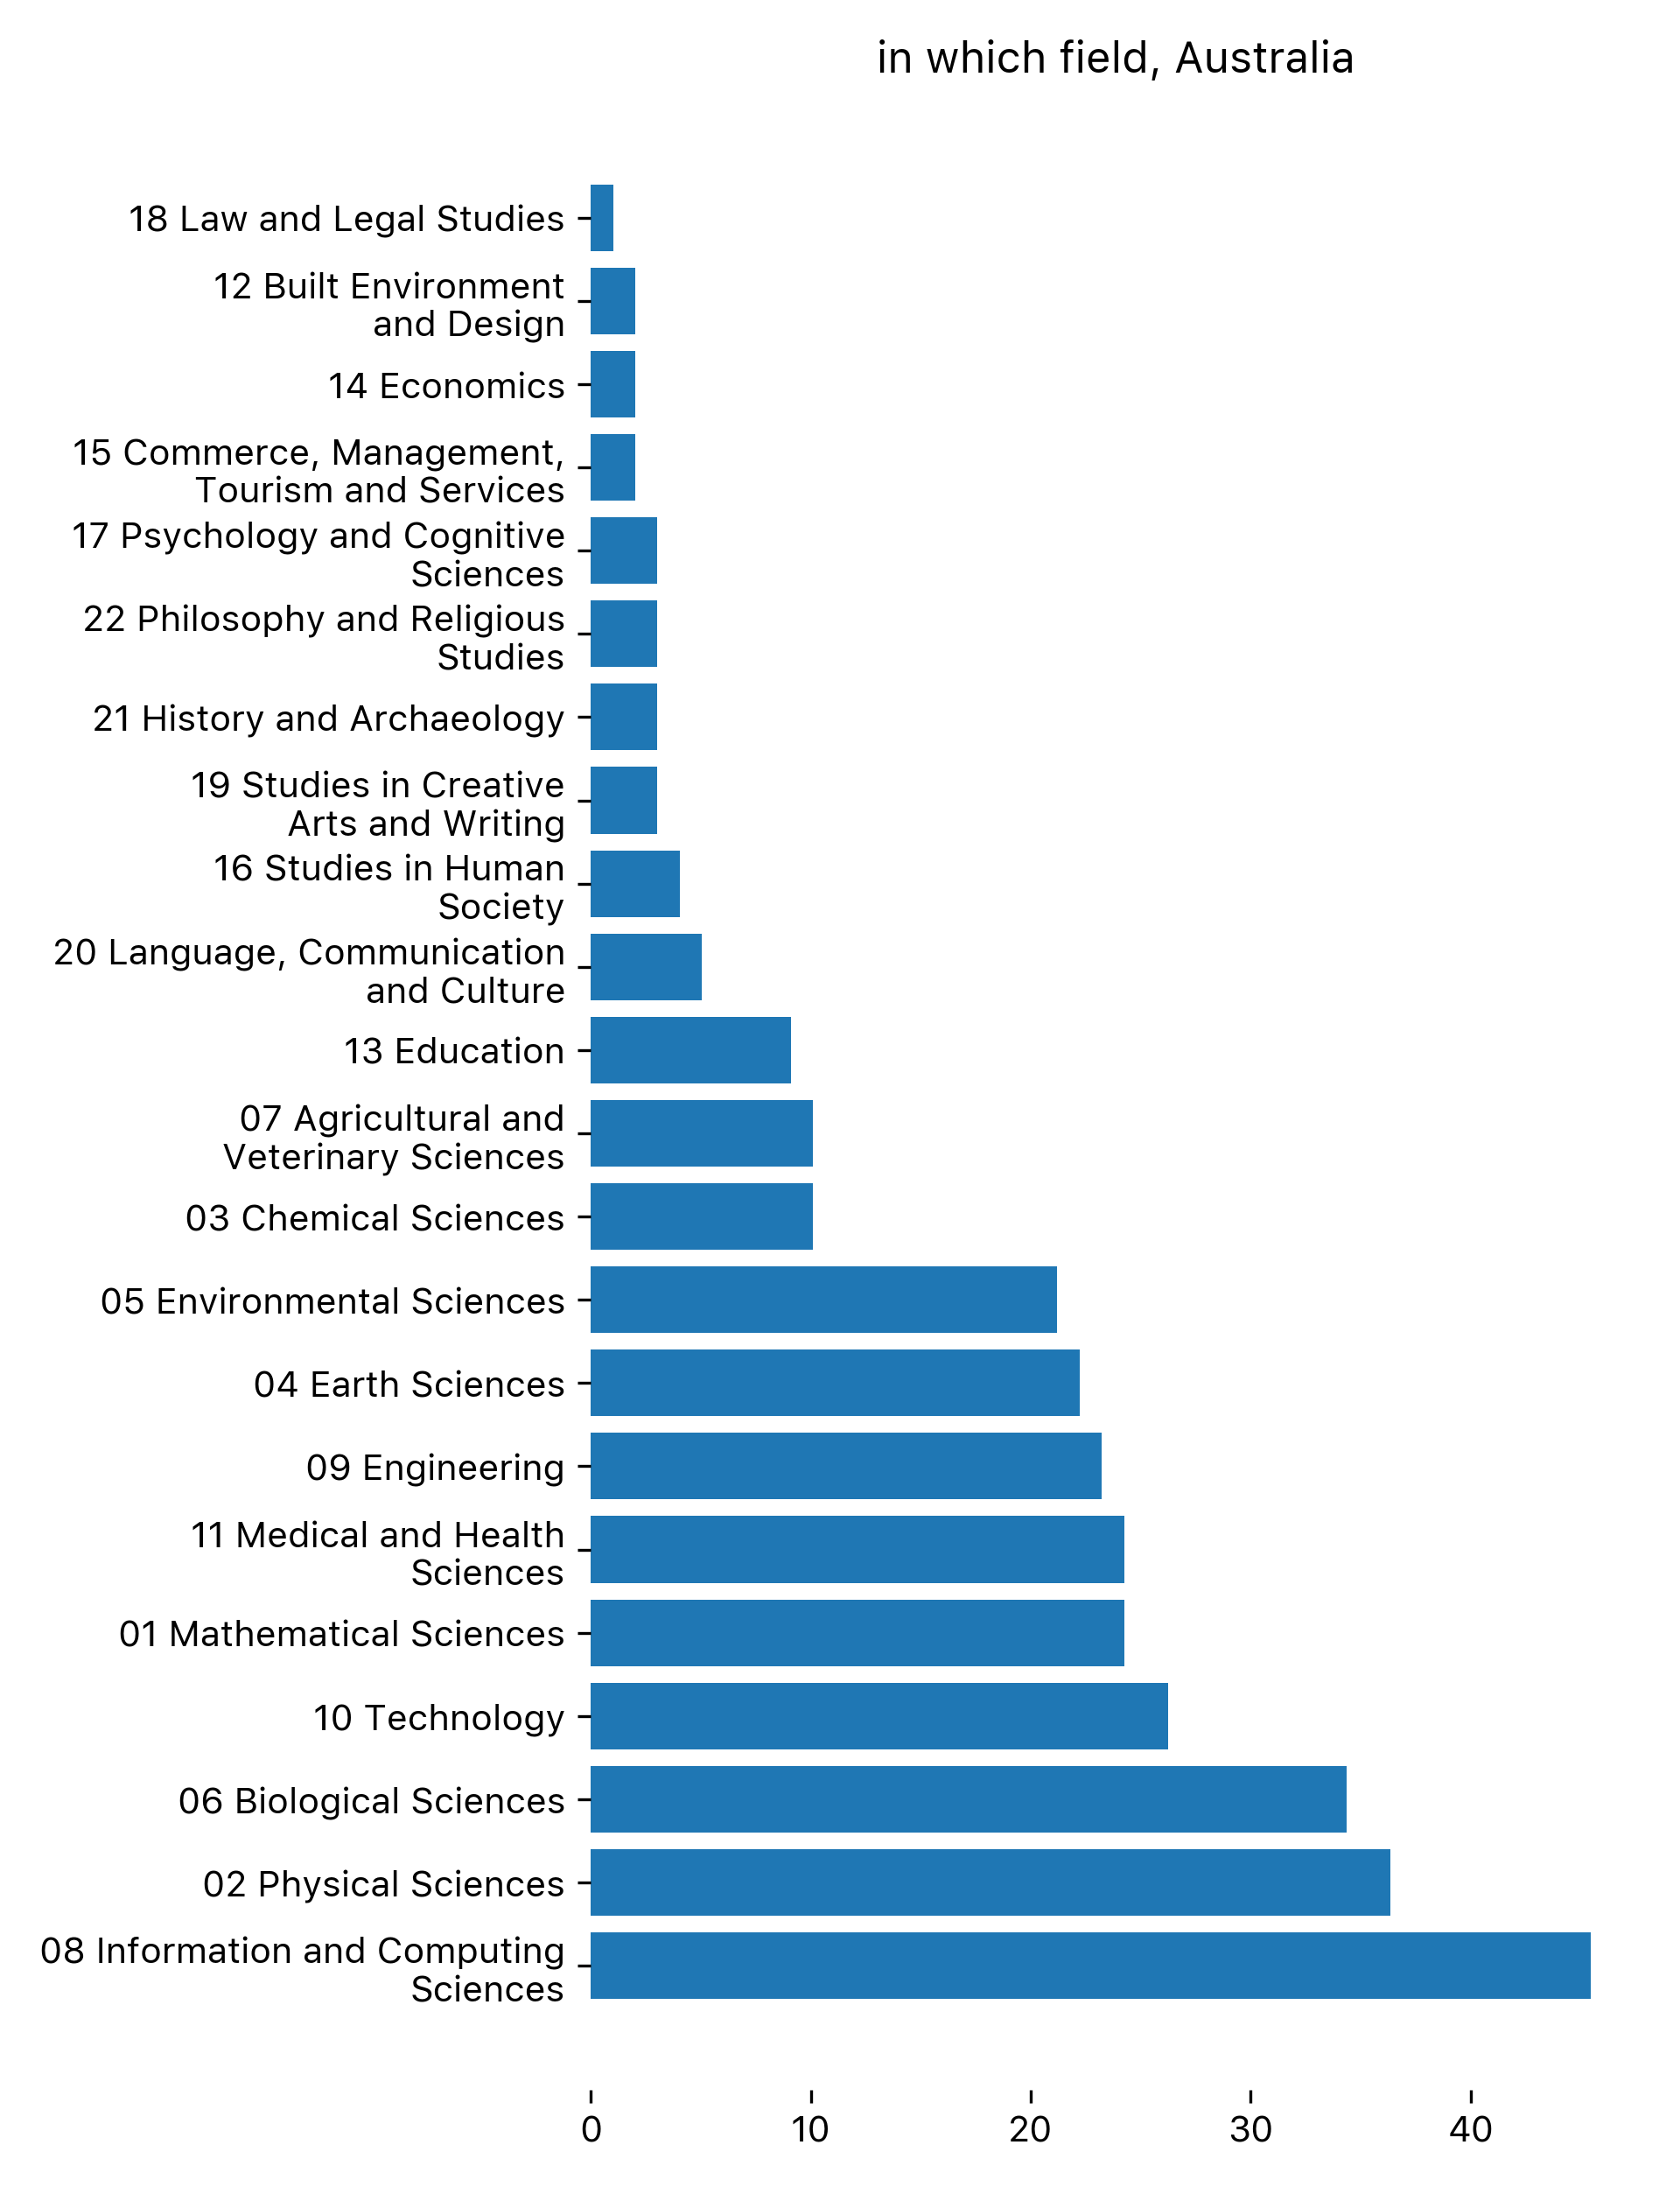 in which field, Australia
18 Law and Legal Studies
12 Built Environment
and Design
14 Economics
15 Commerce, Management,
Tourism and Services
17 Psychology and Cognitive
Sciences
22 Philosophy and Religious
Studies
21 History and Archaeology
19 Studies in Creative
Arts and Writing
16 Studies in Human
Society
20 Language, Communication
and Culture
13 Education
07 Agricultural and
Veterinary Sciences
03 Chemical Sciences
05 Environmental Sciences
04 Earth Sciences
09 Engineering
11 Medical and Health
Sciences
01 Mathematical Sciences
10 Technology
06 Biological Sciences
02 Physical Sciences
08 Information and Computing
Sciences
0 10 20 30 40